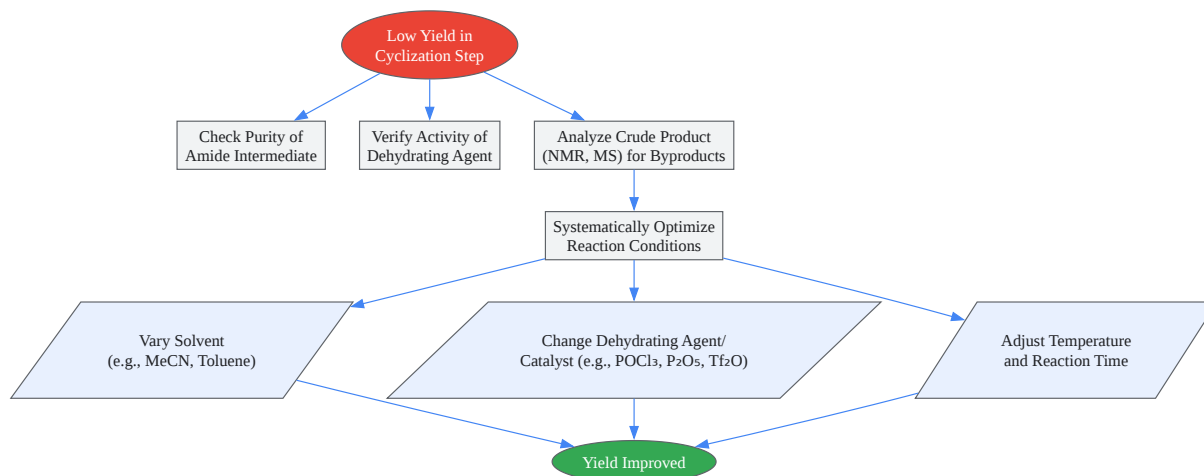 Low Yield in
Cyclization Step
Check Purity of
Amide Intermediate
Verify Activity of
Dehydrating Agent
Analyze Crude Product
(NMR, MS) for Byproducts
Systematically Optimize
Reaction Conditions
Vary Solvent
(e.g., MeCN, Toluene)
Change Dehydrating Agent/
Catalyst (e.g., POCl₃, P₂O₅, Tf₂O)
Adjust Temperature
and Reaction Time
Yield Improved